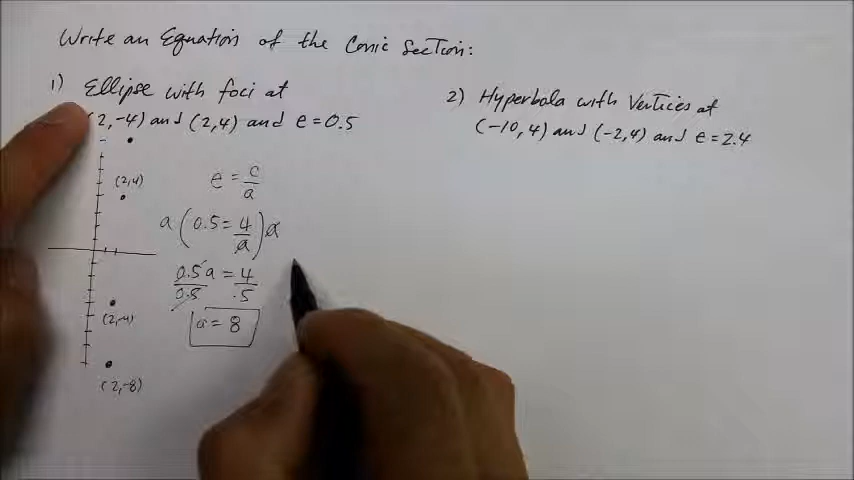 Write an Equation of the Conic Section:
1) Ellipse with foci at
(2,-4) and (2,4) and e=0.5
(2,4)
(2,-4)
(2,-8)
e = c/a
a(0.5 = 4/a)a
0.5a/0.5 = 4/.5
a = 8
2) Hyperbola with Vertices at
(-10,4) and (-2,4) and e=2.4